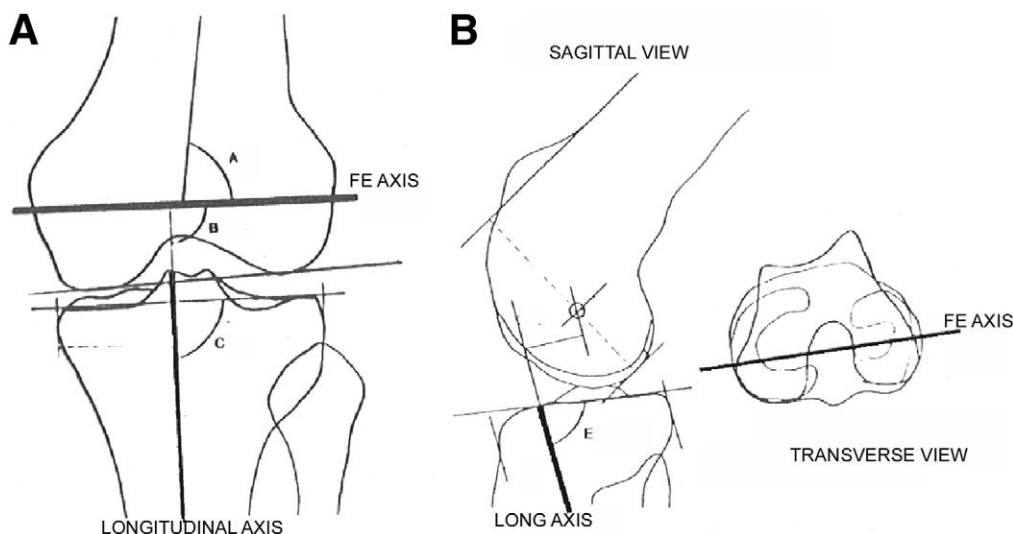 A
B
SAGITTAL VIEW
A
FE AXIS
B
C
E
FE AXIS
TRANSVERSE VIEW
LONGITUDINAL AXIS
LONG AXIS